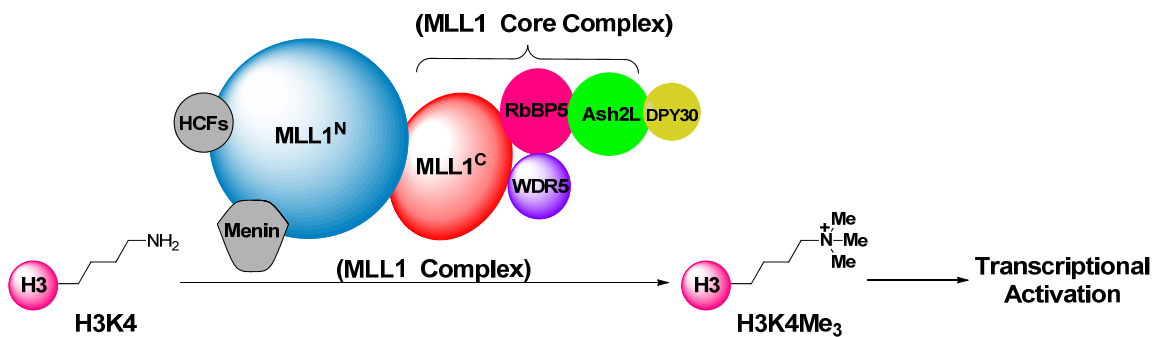 (MLL1 Core Complex)
HCFs
MLL1ᴺ
MLL1ᶜ
RbBP5
Ash2L
DPY30
WDR5
Menin
NH₂
H3
H3K4
(MLL1 Complex)
H3
N
+
Me
Me
Me
H3K4Me₃
Transcriptional
Activation